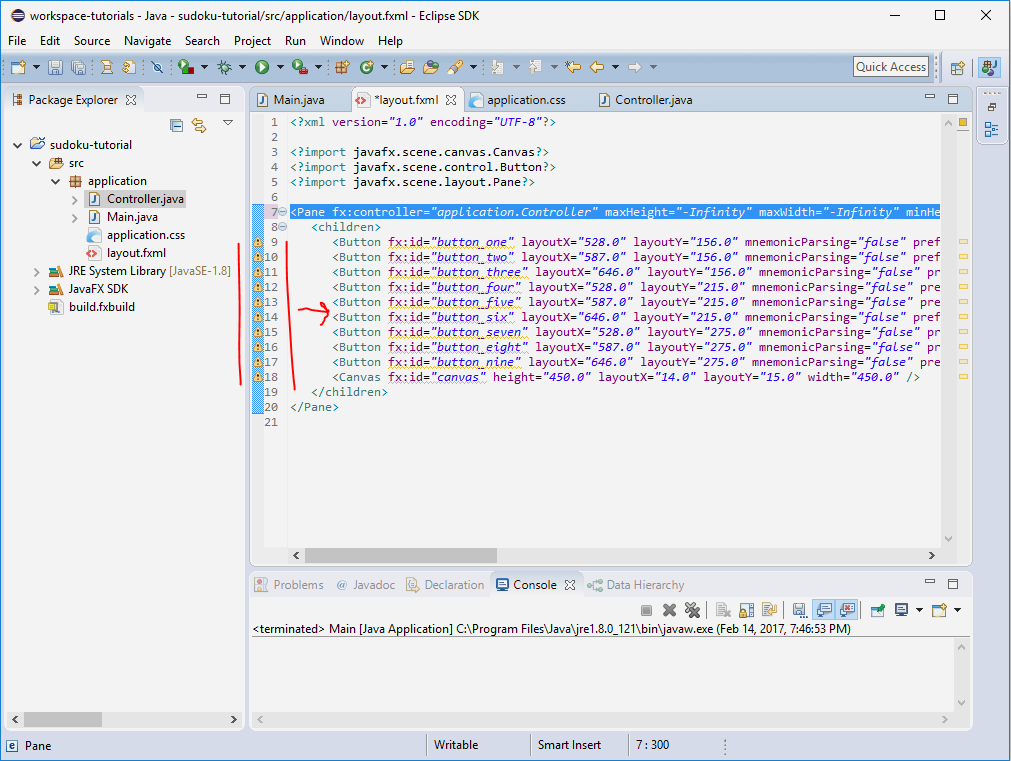 workspace-tutorials - Java - sudoku-tutorial/src/application/layout.fxml - Eclipse SDK
File Edit Source Navigate Search Project Run Window Help
Quick Access
Package Explorer
sudoku-tutorial
src
application
Controller.java
Main.java
application.css
layout.fxml
JRE System Library [JavaSE-1.8]
JavaFX SDK
build.fxbuild
Main.java *layout.fxml application.css Controller.java
1 <?xml version="1.0" encoding="UTF-8"?>
2
3 <?import javafx.scene.canvas.Canvas?>
4 <?import javafx.scene.control.Button?>
5 <?import javafx.scene.layout.Pane?>
6
7 <Pane fx:controller="application.Controller" maxHeight="-Infinity" maxWidth="-Infinity" minHe
8 <children>
9 <Button fx:id="button_one" layoutX="528.0" layoutY="156.0" mnemonicParsing="false" pref
10 <Button fx:id="button_two" layoutX="587.0" layoutY="156.0" mnemonicParsing="false" pref
11 <Button fx:id="button_three" layoutX="646.0" layoutY="156.0" mnemonicParsing="false" pr
12 <Button fx:id="button_four" layoutX="528.0" layoutY="215.0" mnemonicParsing="false" pre
13 <Button fx:id="button_five" layoutX="587.0" layoutY="215.0" mnemonicParsing="false" pre
14 <Button fx:id="button_six" layoutX="646.0" layoutY="215.0" mnemonicParsing="false" pref
15 <Button fx:id="button_seven" layoutX="528.0" layoutY="275.0" mnemonicParsing="false" pr
16 <Button fx:id="button_eight" layoutX="587.0" layoutY="275.0" mnemonicParsing="false" pr
17 <Button fx:id="button_nine" layoutX="646.0" layoutY="275.0" mnemonicParsing="false" pre
18 <Canvas fx:id="canvas" height="450.0" layoutX="14.0" layoutY="15.0" width="450.0" />
19 </children>
20 </Pane>
21
Problems @ Javadoc Declaration Console Data Hierarchy
<terminated> Main [Java Application] C:\Program Files\Java\jre1.8.0_121\bin\javaw.exe (Feb 14, 2017, 7:46:53 PM)
Pane Writable Smart Insert 7 : 300